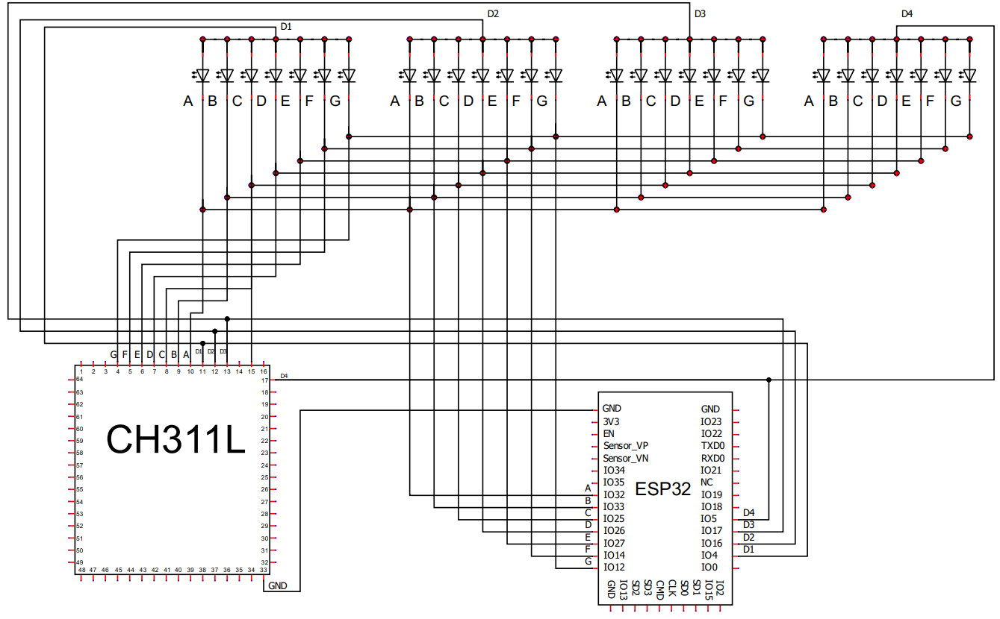 D1 D2 D3 D4
A B C D E F G A B C D E F G A B C D E F G A B C D E F G
G F E D C B A D1 D2 D3
1 2 3 4 5 6 7 8 9 10 11 12 13 14 15 16
64 17 D4
63 18
62 19
61 20
60 21
59 22
58 23
57 24
56 25
55 26
54 27
53 28
52 29
51 30
50 31
49 32
48 47 46 45 44 43 42 41 40 39 38 37 36 35 34 33
CH311L
GND
GND GND
3V3 IO23
EN IO22
Sensor_VP TXD0
Sensor_VN RXD0
IO34 IO21
IO35 NC
ESP32
A IO32 IO19
B IO33 IO18
C IO25 IO5 D4
D IO26 IO17 D3
E IO27 IO16 D2
F IO14 IO4 D1
G IO12 IO0
GND IO13 SD2 SD3 CMD CLK SD0 SD1 IO15 IO2